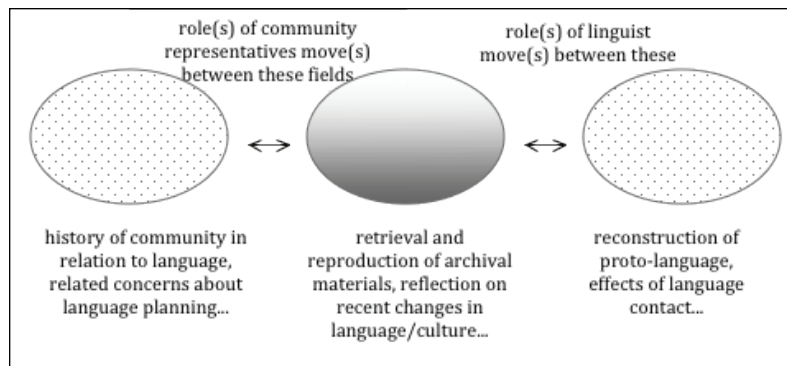 role(s) of community
representatives move(s)
between these fields
role(s) of linguist
move(s) between these
history of community in
relation to language,
related concerns about
language planning...
retrieval and
reproduction of archival
materials, reflection on
recent changes in
language/culture...
reconstruction of
proto-language,
effects of language
contact...